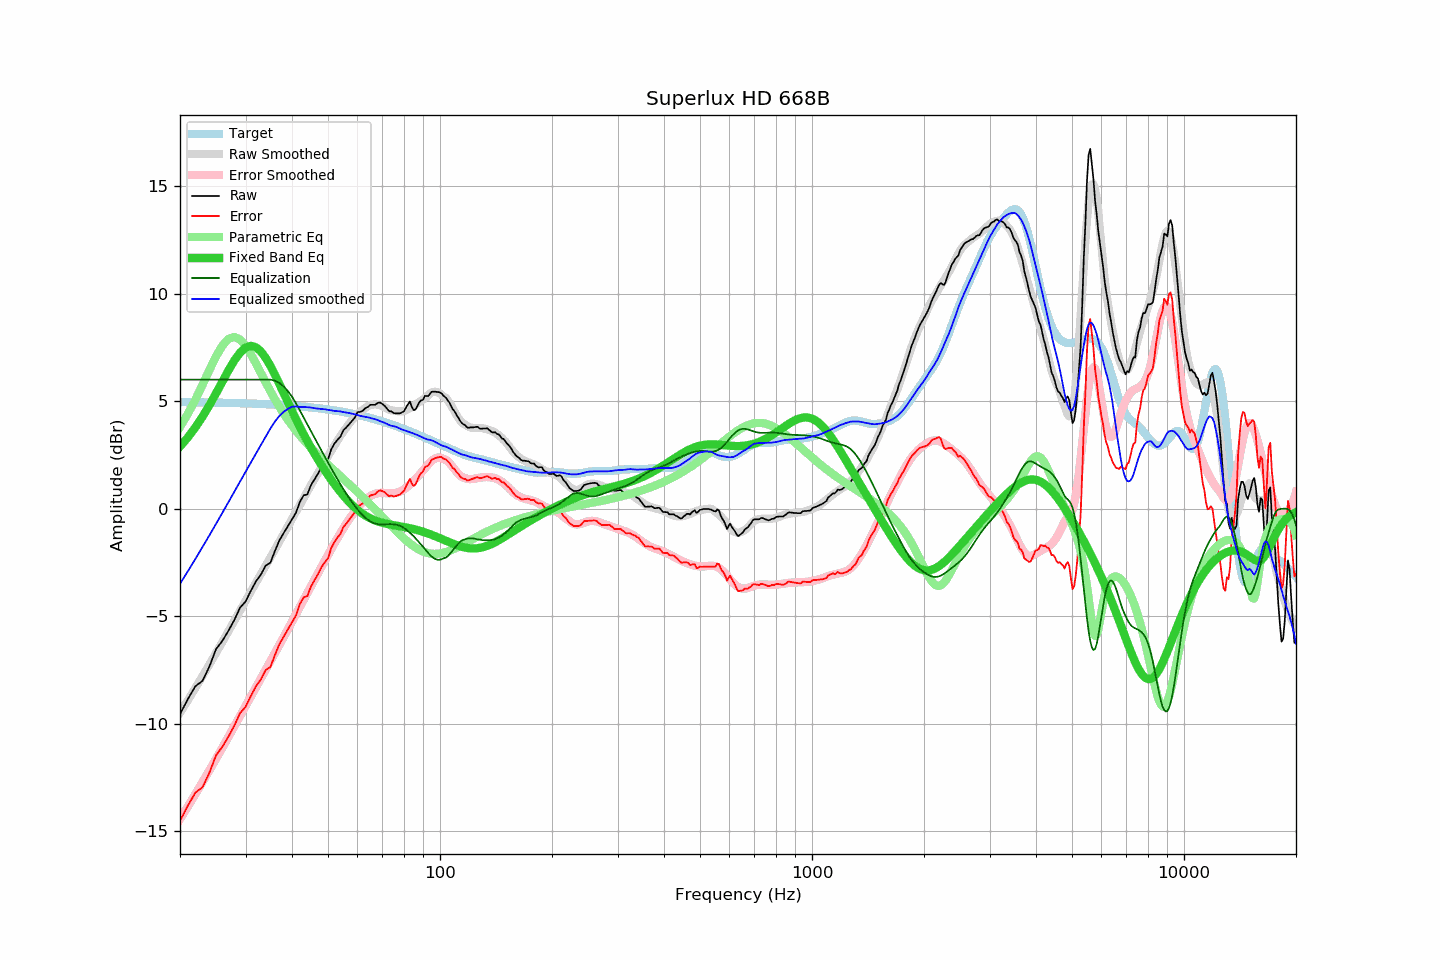 Superlux HD 668B
Target
Raw Smoothed
Error Smoothed
Raw
Error
Parametric Eq
Fixed Band Eq
Equalization
Equalized smoothed
15
10
5
0
−5
−10
−15
Amplitude (dBr)
100
1000
10000
Frequency (Hz)